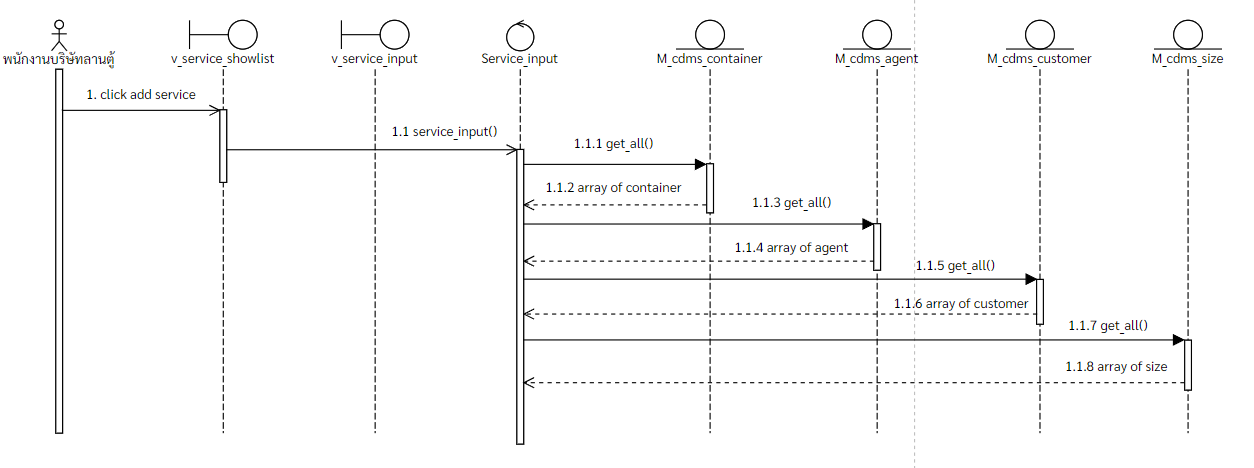 พนักงานบริษัทลานตู้
v_service_showlist
v_service_input
Service_input
M_cdms_container
M_cdms_agent
M_cdms_customer
M_cdms_size
1. click add service
1.1 service_input()
1.1.1 get_all()
1.1.2 array of container
1.1.3 get_all()
1.1.4 array of agent
1.1.5 get_all()
1.1.6 array of customer
1.1.7 get_all()
1.1.8 array of size